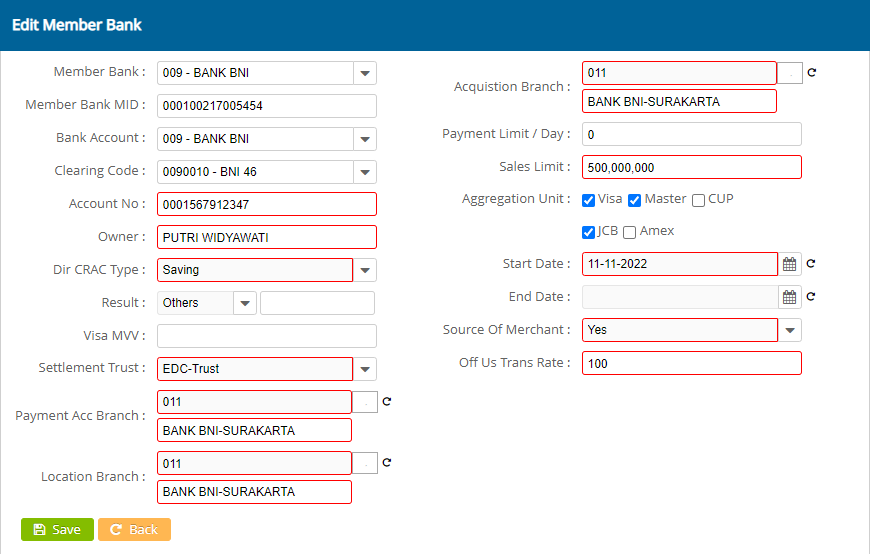 Edit Member Bank
Member Bank : 009 - BANK BNI
Member Bank MID : 000100217005454
Bank Account : 009 - BANK BNI
Clearing Code : 0090010 - BNI 46
Account No : 0001567912347
Owner : PUTRI WIDYAWATI
Dir CRAC Type : Saving
Result : Others
Visa MVV :
Settlement Trust : EDC-Trust
Payment Acc Branch : 011
BANK BNI-SURAKARTA
Location Branch : 011
BANK BNI-SURAKARTA
Acquistion Branch : 011
BANK BNI-SURAKARTA
Payment Limit / Day : 0
Sales Limit : 500,000,000
Aggregation Unit : Visa Master CUP
JCB Amex
Start Date : 11-11-2022
End Date :
Source Of Merchant : Yes
Off Us Trans Rate : 100
Save Back